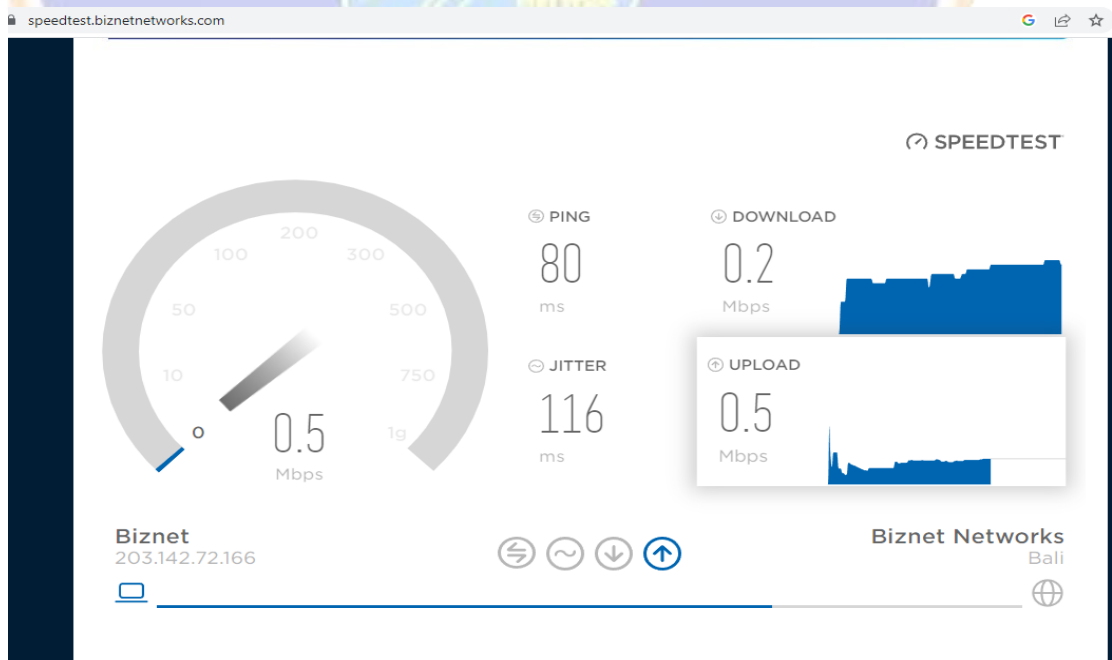 speedtest.biznetnetworks.com
G
SPEEDTEST
PING
80
ms
DOWNLOAD
0.2
Mbps
JITTER
116
ms
UPLOAD
0.5
Mbps
0
10
50
100
200
300
500
750
1g
0.5
Mbps
Biznet
203.142.72.166
Biznet Networks
Bali